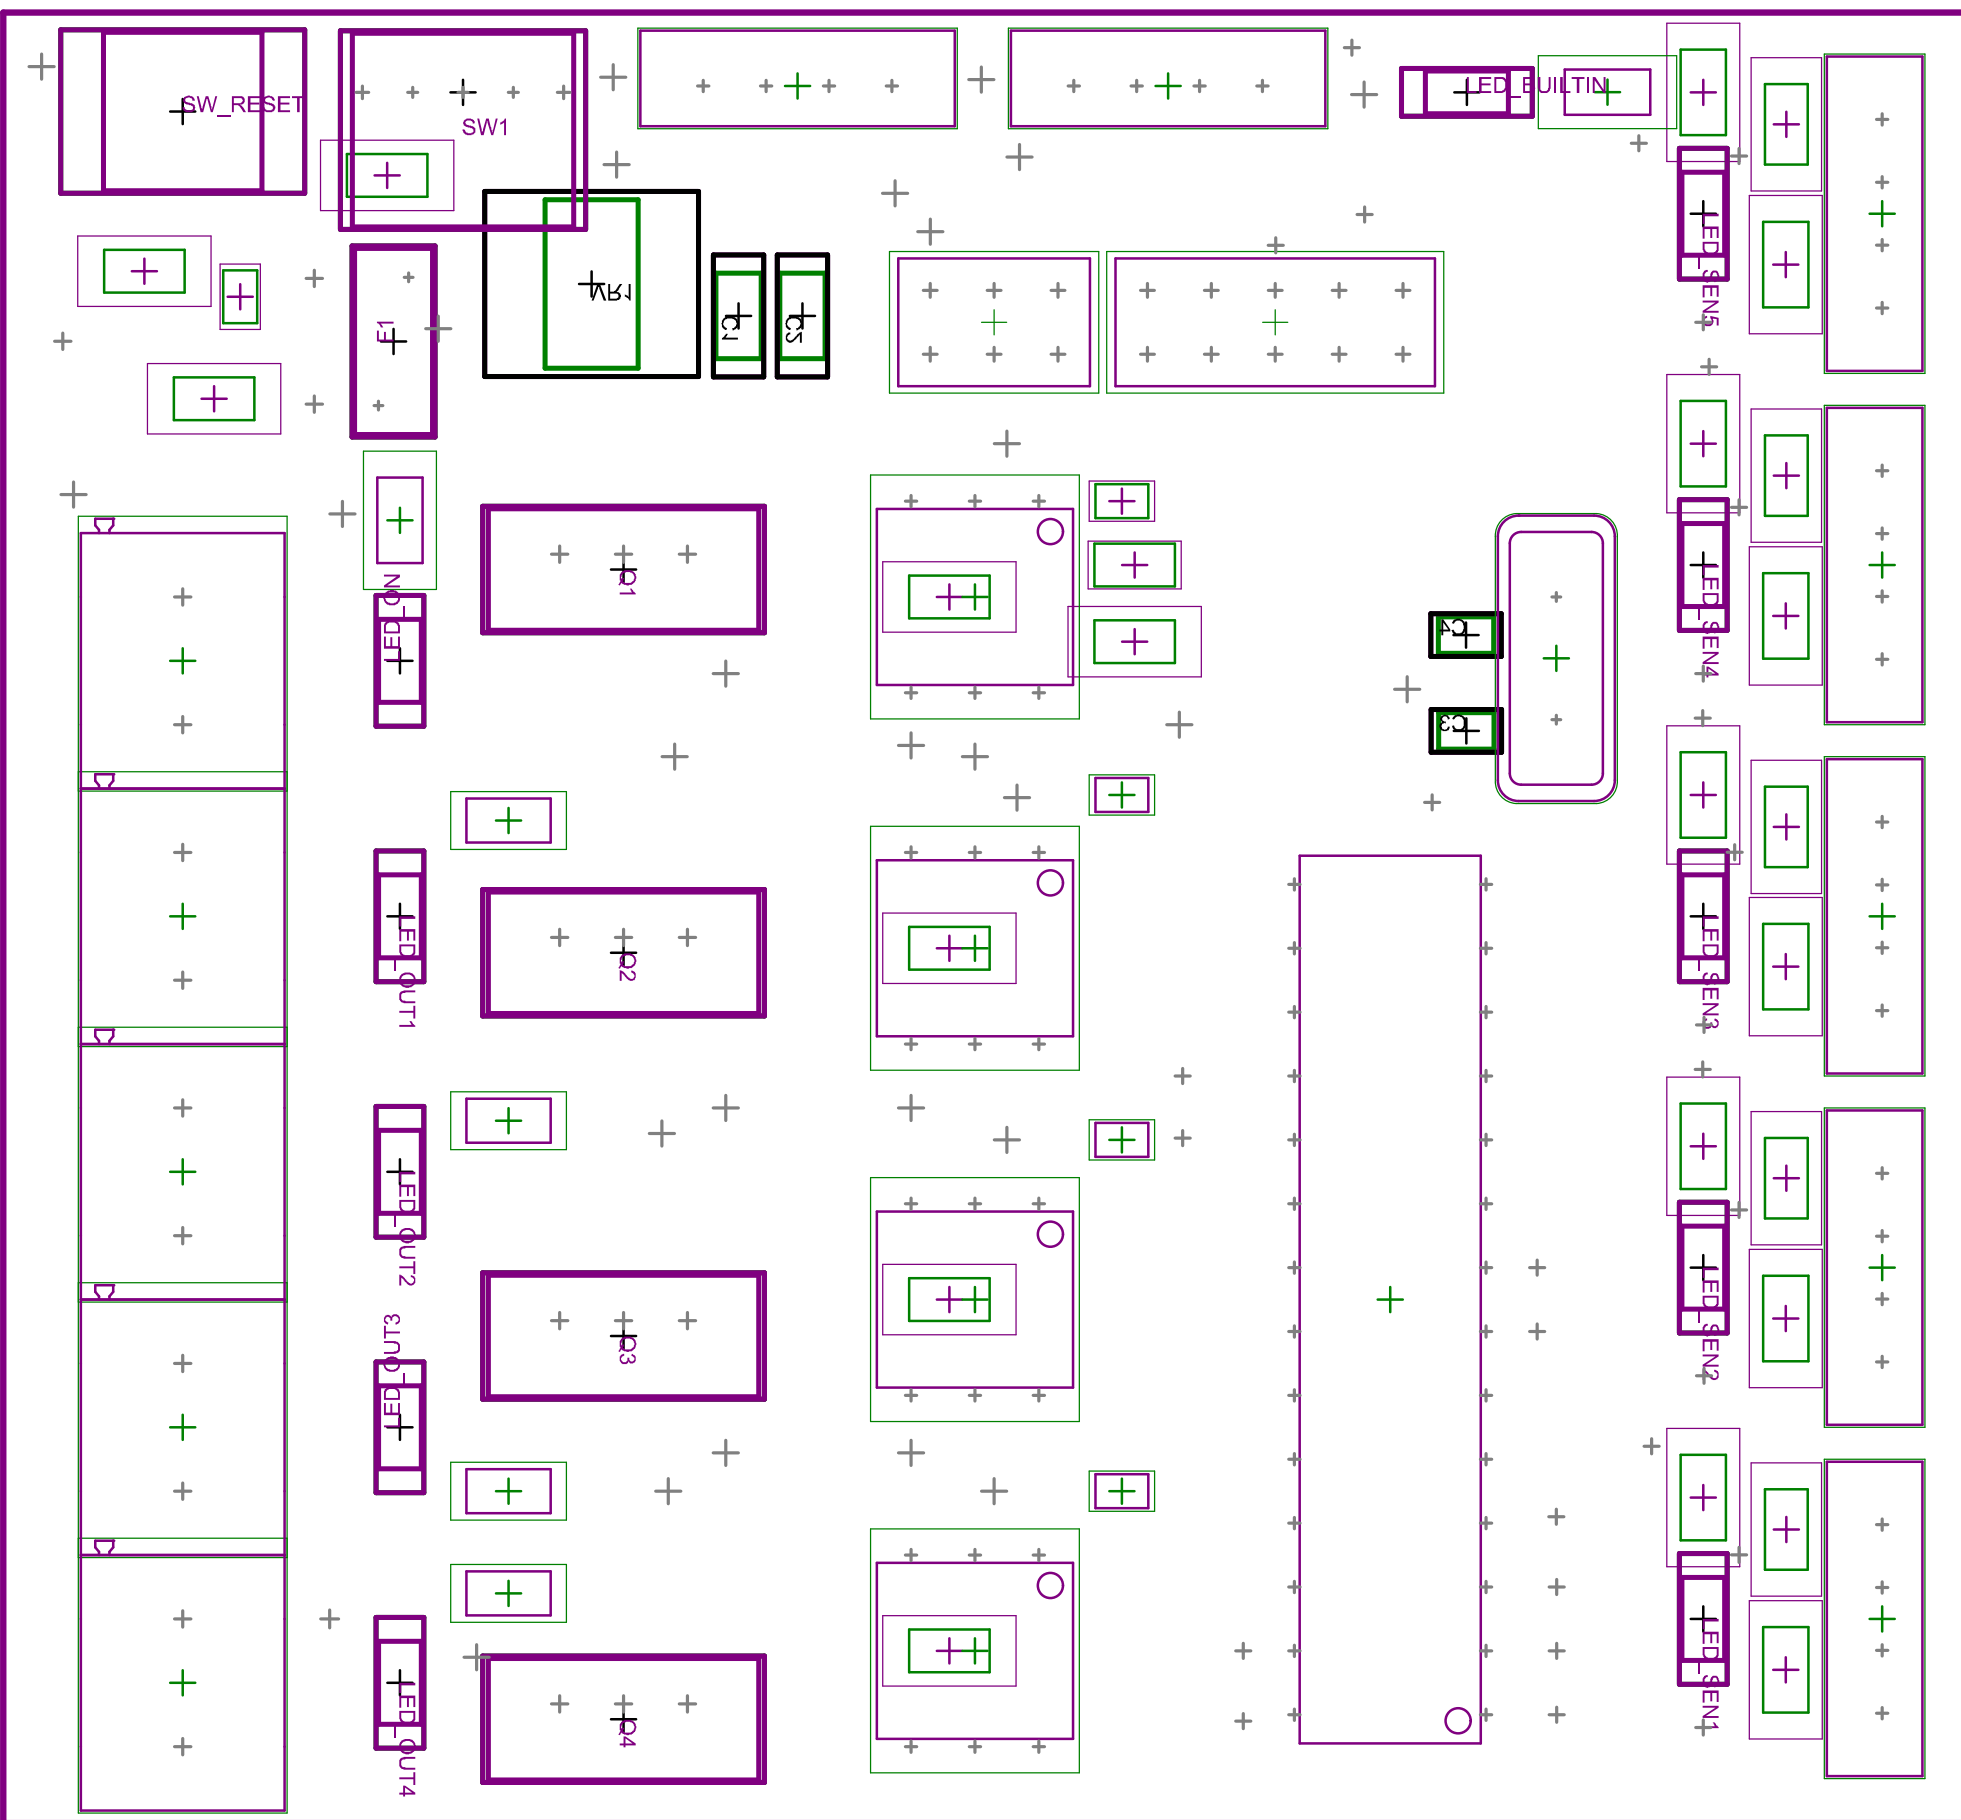 SW_RESET
SW1
LED_BUILTIN
VR1
F1
C1
C2
LED_SEN5
NO_LED
Q1
C4
C3
LED_SEN4
LED_OUT1
Q2
LED_SEN3
LED_OUT2
LED_OUT3
Q3
LED_SEN2
LED_OUT4
Q4
LED_SEN1